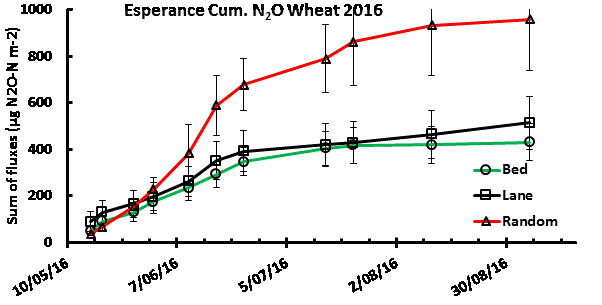 Esperance Cum. N₂O Wheat 2016
Sum of fluxes (µg N2O-N m-2)
1000
800
600
400
200
0
10/05/16
7/06/16
5/07/16
2/08/16
30/08/16
Bed
Lane
Random